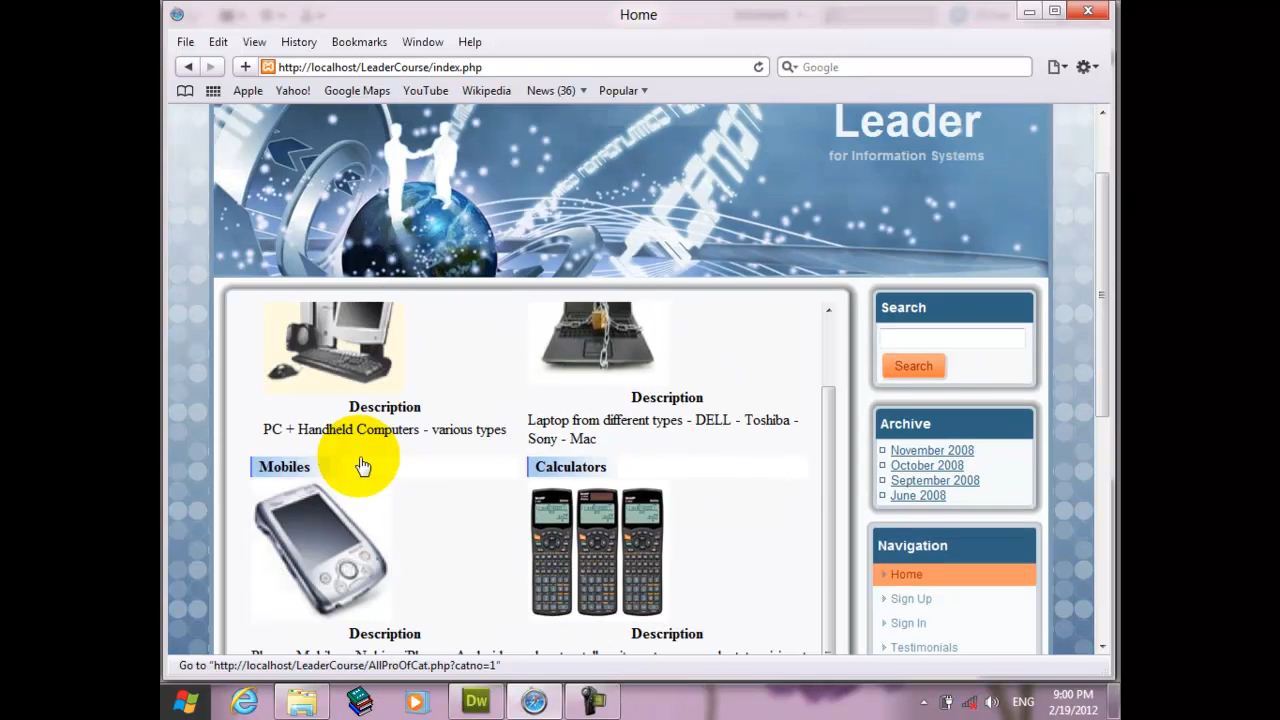 Home
File Edit View History Bookmarks Window Help
http://localhost/LeaderCourse/index.php
Google
Apple Yahoo! Google Maps YouTube Wikipedia News (36) Popular
Leader
for Information Systems
Search
Search
Description
PC + Handheld Computers - various types
Description
Laptop from different types - DELL - Toshiba -
Sony - Mac
Archive
November 2008
October 2008
September 2008
June 2008
Mobiles
Calculators
Navigation
Home
Sign Up
Sign In
Testimonials
Description
Description
Go to "http://localhost/LeaderCourse/AllProOfCat.php?catno=1"
Dw
ENG
9:00 PM
2/19/2012